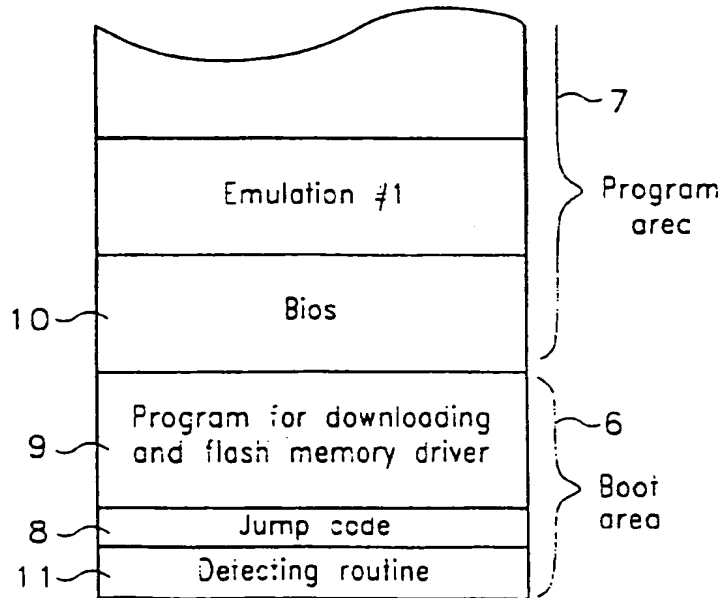 7
Emulation #1
Program
area
10
Bios
Program for downloading
and flash memory driver
9
6
Boot
area
8
Jump code
11
Detecting routine